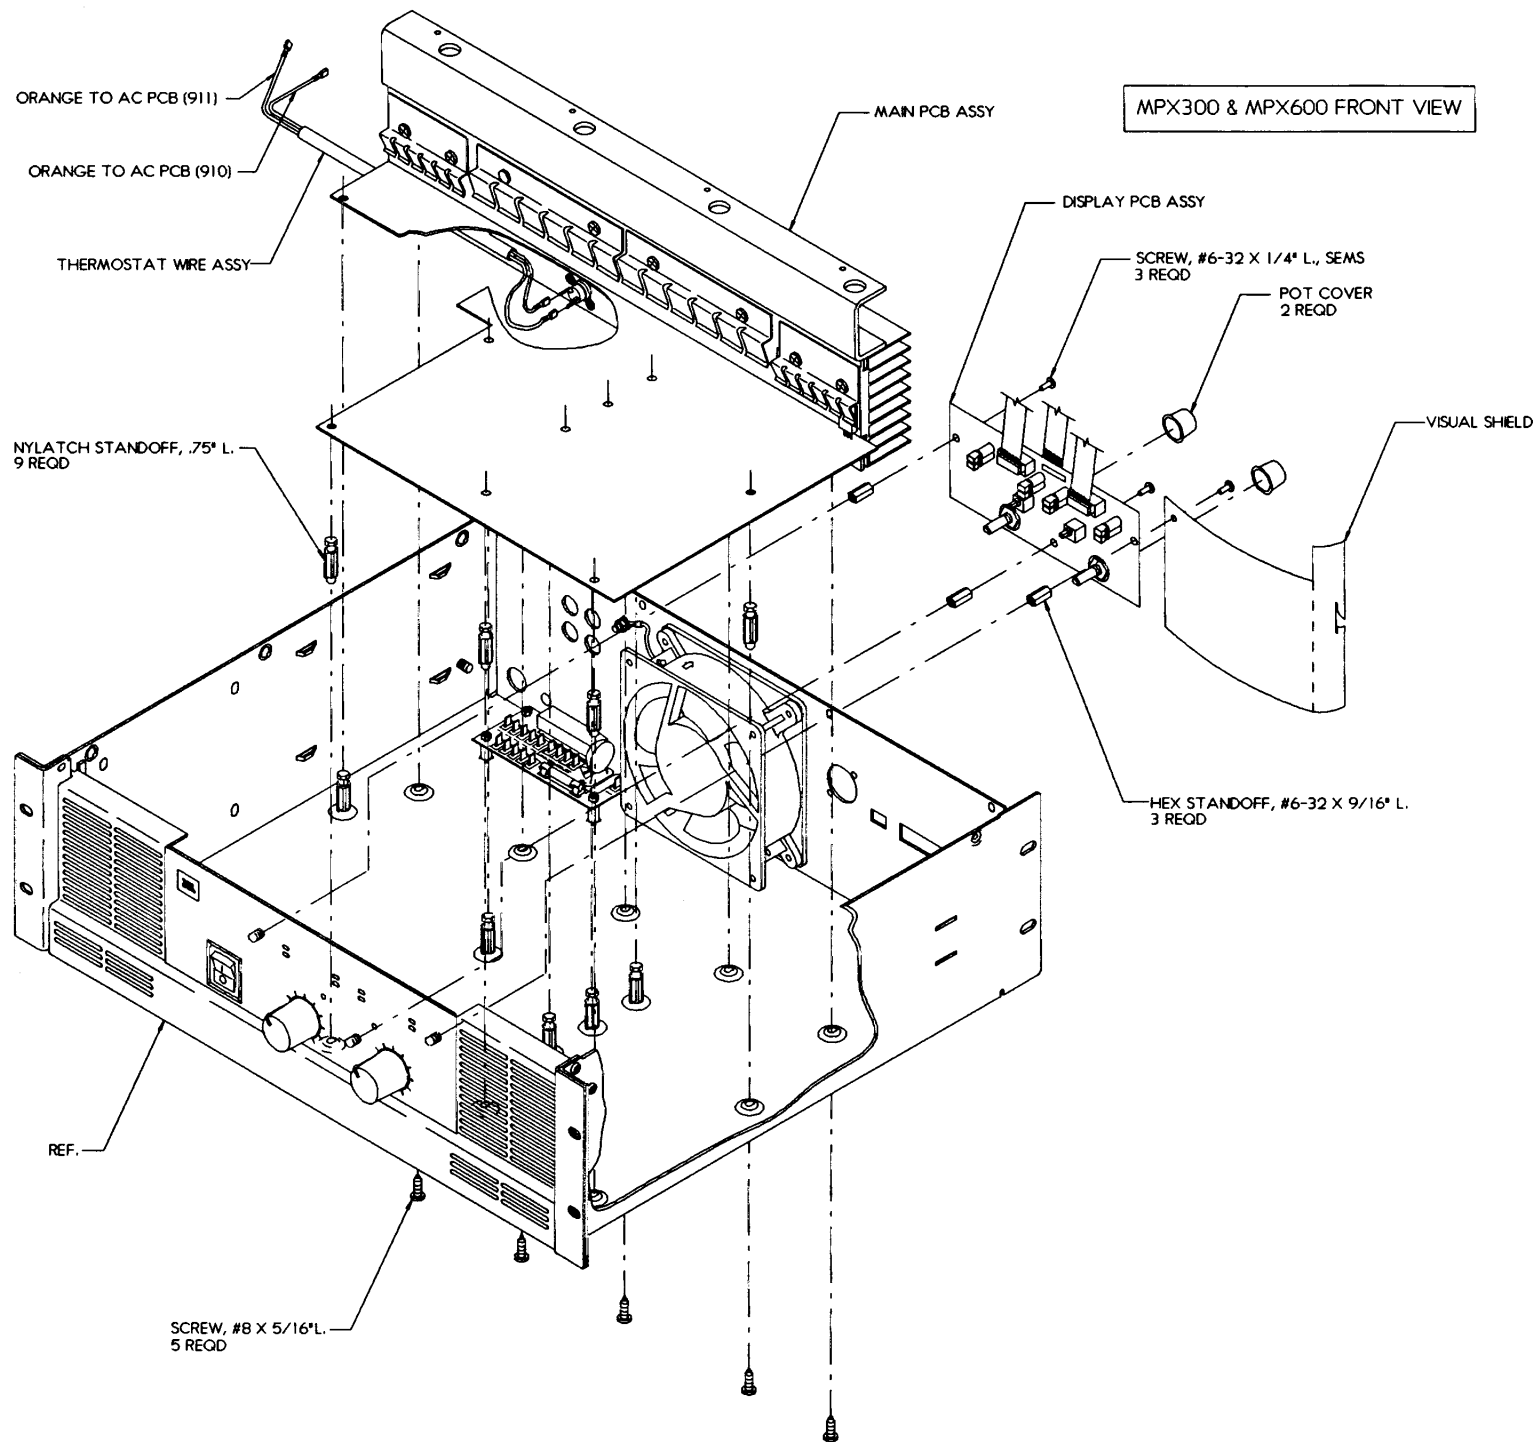 ORANGE TO AC PCB (911)
ORANGE TO AC PCB (910)
THERMOSTAT WIRE ASSY
MAIN PCB ASSY
MPX300 & MPX600 FRONT VIEW
DISPLAY PCB ASSY
SCREW, #6-32 X 1/4" L., SEMS
3 REQD
POT COVER
2 REQD
VISUAL SHIELD
NYLATCH STANDOFF, .75" L.
9 REQD
HEX STANDOFF, #6-32 X 9/16" L.
3 REQD
REF.
SCREW, #8 X 5/16"L.
5 REQD